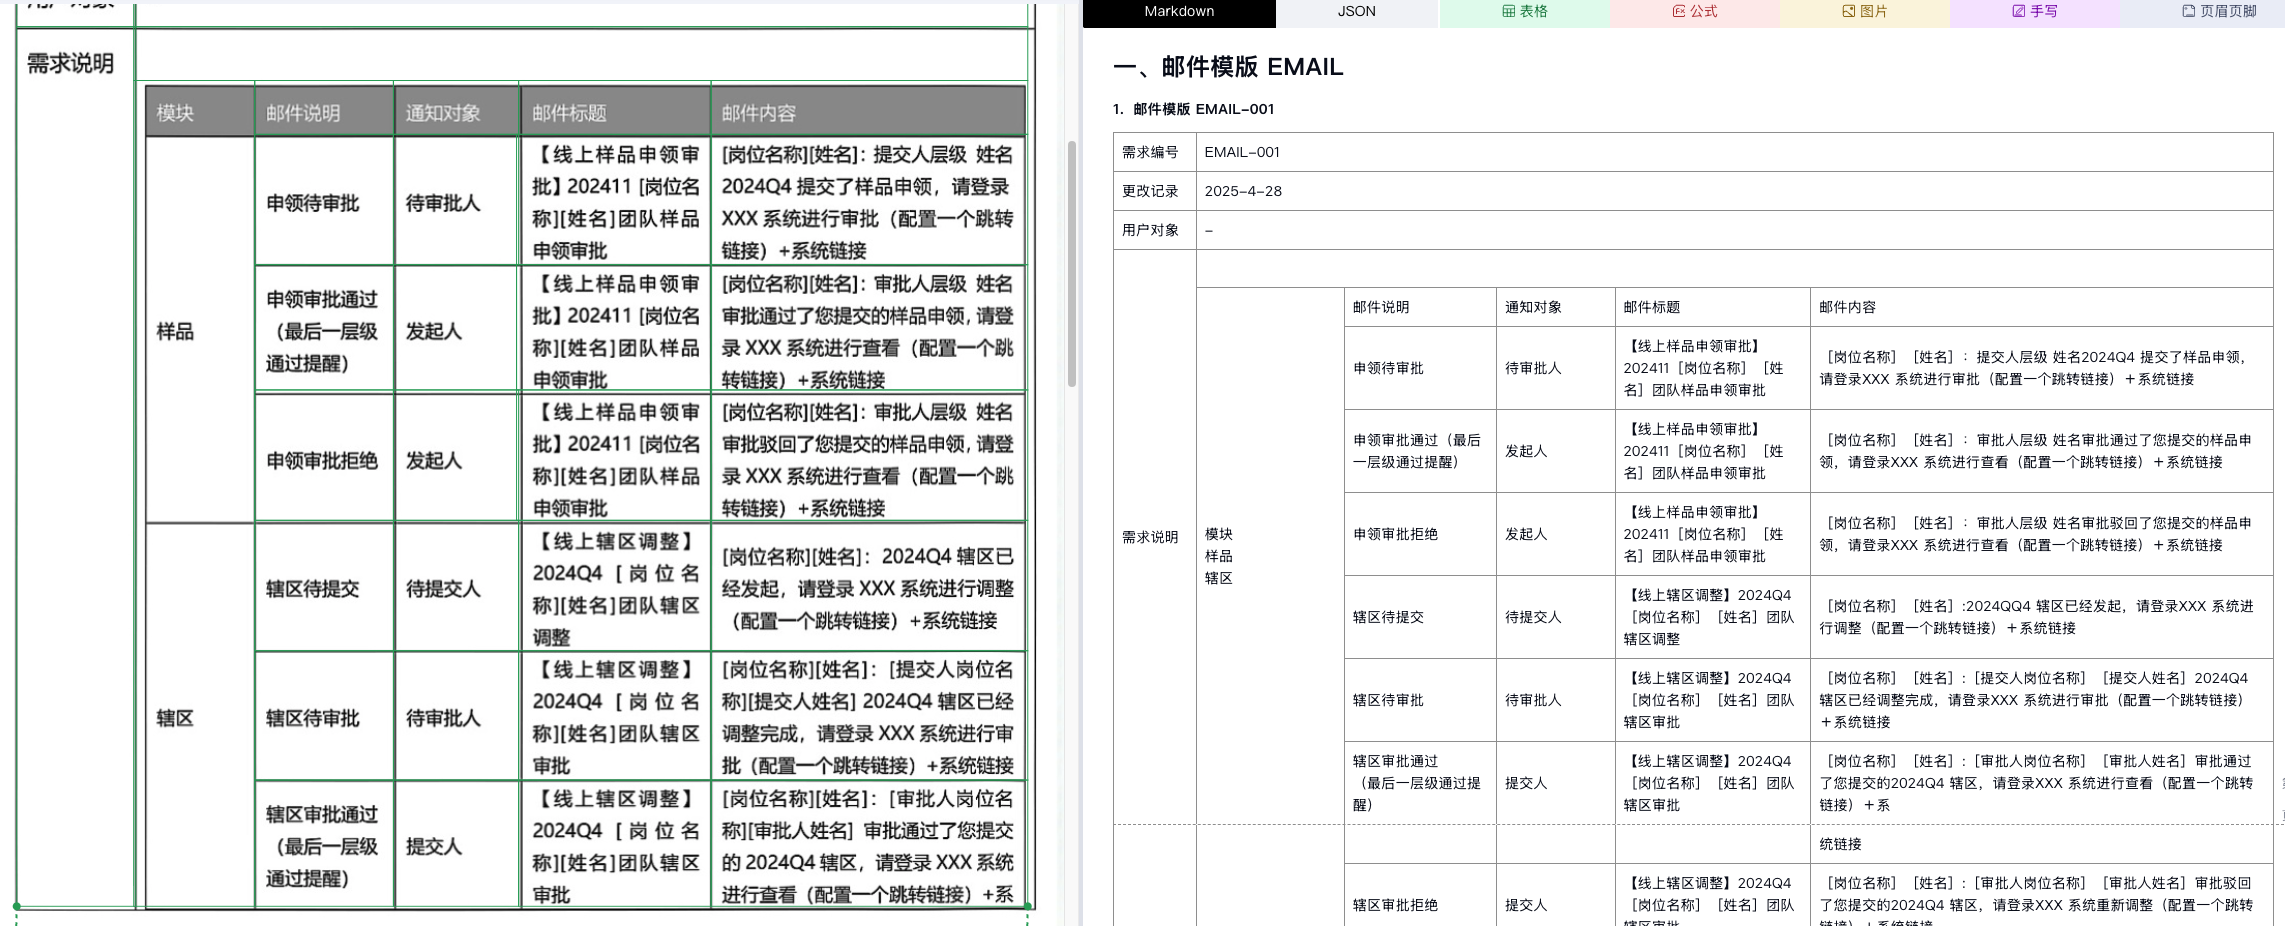 用户对象
需求说明
模块 邮件说明 通知对象 邮件标题 邮件内容
样品
申领待审批
待审批人
【线上样品申领审
批】202411 [岗位名
称][姓名]团队样品
申领审批
[岗位名称][姓名]：提交人层级 姓名
2024Q4 提交了样品申领，请登录
XXX 系统进行审批（配置一个跳转
链接）+系统链接
申领审批通过
（最后一层级
通过提醒）
发起人
【线上样品申领审
批】202411 [岗位名
称][姓名]团队样品
申领审批
[岗位名称][姓名]：审批人层级 姓名
审批通过了您提交的样品申领，请登
录 XXX 系统进行查看（配置一个跳
转链接）+系统链接
申领审批拒绝
发起人
【线上样品申领审
批】202411 [岗位名
称][姓名]团队样品
申领审批
[岗位名称][姓名]：审批人层级 姓名
审批驳回了您提交的样品申领，请登
录 XXX 系统进行查看（配置一个跳
转链接）+系统链接
辖区
辖区待提交
待提交人
【线上辖区调整】
2024Q4 [岗位名
称][姓名]团队辖区
调整
[岗位名称][姓名]：2024Q4 辖区已
经发起，请登录 XXX 系统进行调整
（配置一个跳转链接）+系统链接
辖区待审批
待审批人
【线上辖区调整】
2024Q4 [岗位名
称][姓名]团队辖区
审批
[岗位名称][姓名]：[提交人岗位名
称][提交人姓名] 2024Q4 辖区已经
调整完成，请登录 XXX 系统进行审
批（配置一个跳转链接）+系统链接
辖区审批通过
（最后一层级
通过提醒）
提交人
【线上辖区调整】
2024Q4 [岗位名
称][姓名]团队辖区
审批
[岗位名称][姓名]：[审批人岗位名
称][审批人姓名] 审批通过了您提交
的 2024Q4 辖区，请登录 XXX 系统
进行查看（配置一个跳转链接）+系
Markdown JSON 表格 公式 图片 手写 页眉页脚
一、邮件模版 EMAIL
1. 邮件模版 EMAIL-001
需求编号 EMAIL-001
更改记录 2025-4-28
用户对象 -
需求说明
模块
样品
辖区
邮件说明 通知对象 邮件标题 邮件内容
申领待审批
待审批人
【线上样品申领审批】
202411［岗位名称］［姓
名］团队样品申领审批
［岗位名称］［姓名］：提交人层级 姓名2024Q4 提交了样品申领，
请登录XXX 系统进行审批（配置一个跳转链接）＋系统链接
申领审批通过（最后
一层级通过提醒）
发起人
【线上样品申领审批】
202411［岗位名称］［姓
名］团队样品申领审批
［岗位名称］［姓名］：审批人层级 姓名审批通过了您提交的样品申
领，请登录XXX 系统进行查看（配置一个跳转链接）＋系统链接
申领审批拒绝
发起人
【线上样品申领审批】
202411［岗位名称］［姓
名］团队样品申领审批
［岗位名称］［姓名］：审批人层级 姓名审批驳回了您提交的样品申
领，请登录XXX 系统进行查看（配置一个跳转链接）＋系统链接
辖区待提交
待提交人
【线上辖区调整】2024Q4
［岗位名称］［姓名］团队
辖区调整
［岗位名称］［姓名］:2024QQ4 辖区已经发起，请登录XXX 系统进
行调整（配置一个跳转链接）＋系统链接
辖区待审批
待审批人
【线上辖区调整】2024Q4
［岗位名称］［姓名］团队
辖区审批
［岗位名称］［姓名］:［提交人岗位名称］［提交人姓名］2024Q4
辖区已经调整完成，请登录XXX 系统进行审批（配置一个跳转链接）
＋系统链接
辖区审批通过
（最后一层级通过提
醒）
提交人
【线上辖区调整】2024Q4
［岗位名称］［姓名］团队
辖区审批
［岗位名称］［姓名］:［审批人岗位名称］［审批人姓名］审批通过
了您提交的2024Q4 辖区，请登录XXX 系统进行查看（配置一个跳转
链接）＋系
统链接
辖区审批拒绝
提交人
【线上辖区调整】2024Q4
［岗位名称］［姓名］团队
辖区审批
［岗位名称］［姓名］:［审批人岗位名称］［审批人姓名］审批驳回
了您提交的2024Q4 辖区，请登录XXX 系统重新调整（配置一个跳转
链接）＋系统链接